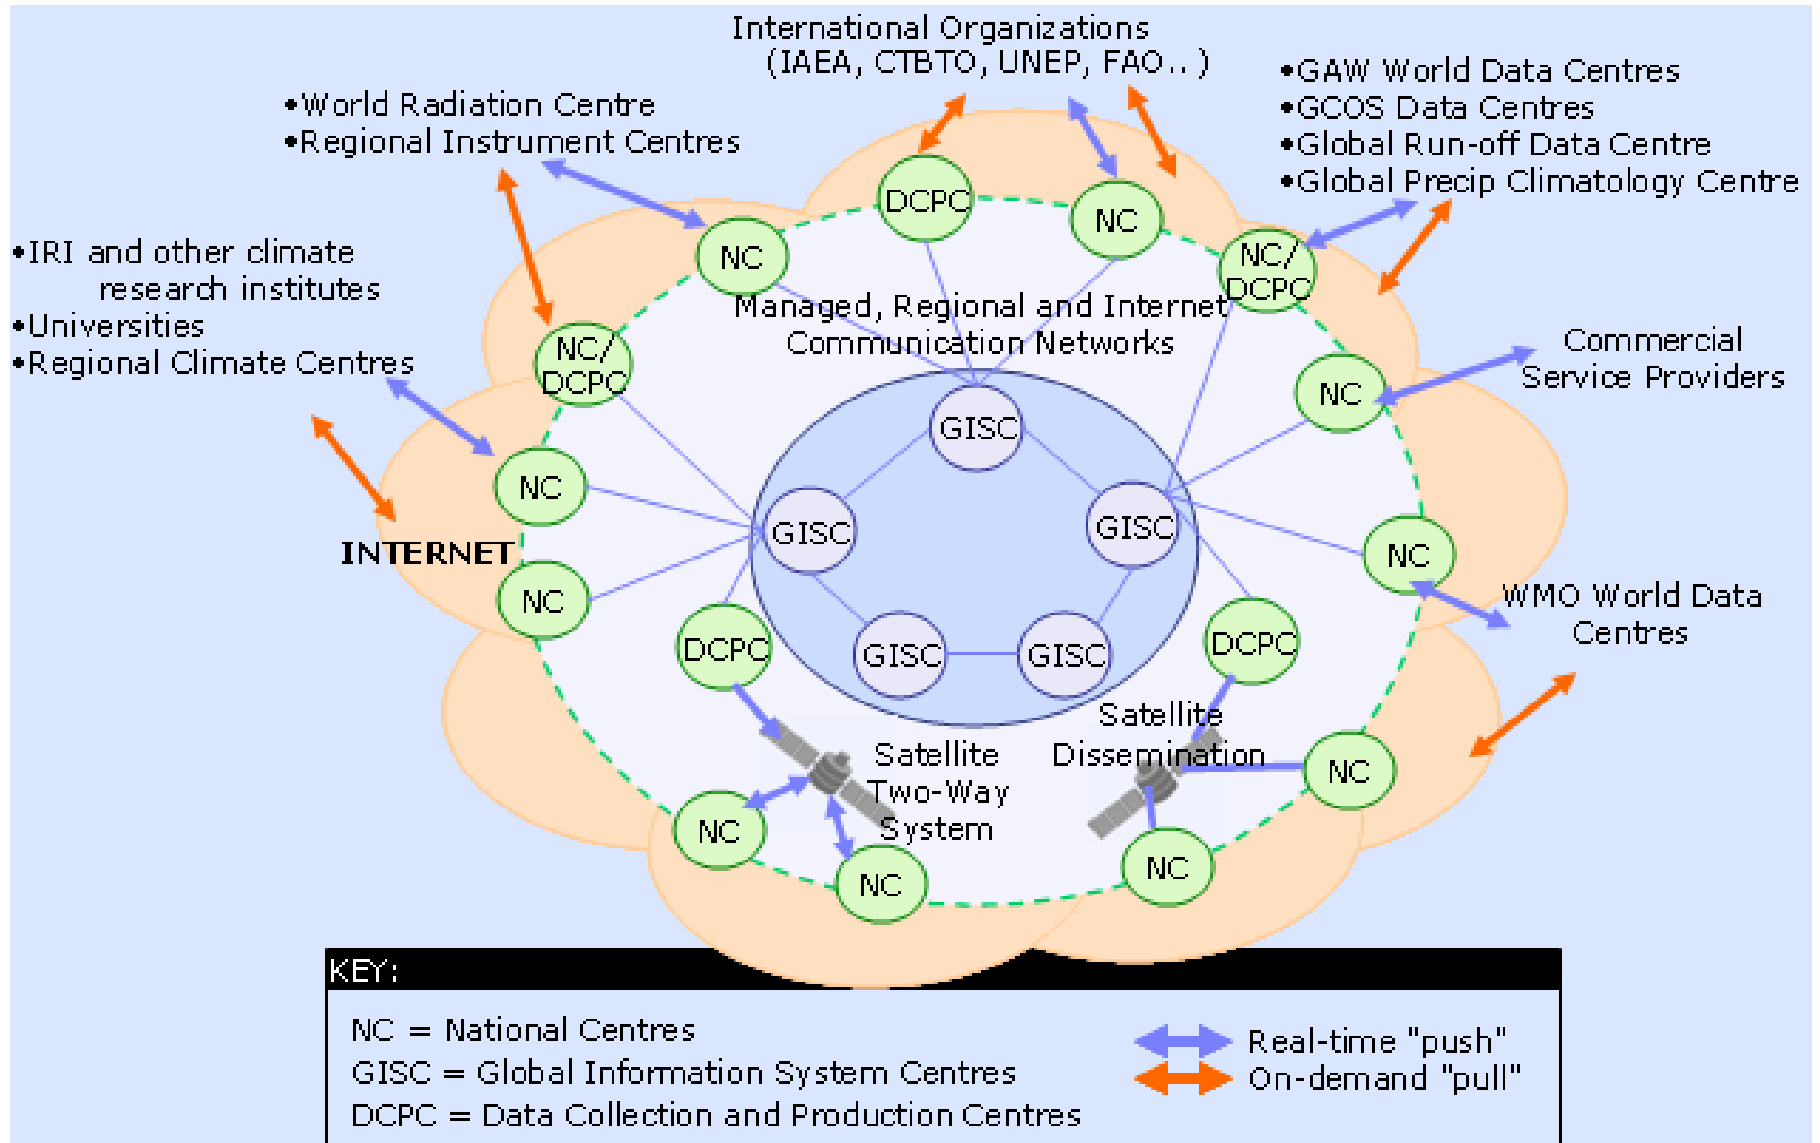 International Organizations
(IAEA, CTBTO, UNEP, FAO.. )
•World Radiation Centre
•Regional Instrument Centres
•GAW World Data Centres
•GCOS Data Centres
•Global Run-off Data Centre
•Global Precip Climatology Centre
•IRI and other climate
research institutes
•Universities
•Regional Climate Centres
DCPC
NC
NC
NC/
DCPC
Managed, Regional and Internet
Communication Networks
NC/
DCPC
Commercial
Service Providers
NC
GISC
NC
GISC
GISC
INTERNET
NC
NC
WMO World Data
Centres
DCPC
GISC
GISC
DCPC
Satellite
Dissemination
Satellite
Two-Way
System
NC
NC
NC
NC
KEY:
NC = National Centres
GISC = Global Information System Centres
DCPC = Data Collection and Production Centres
Real-time "push"
On-demand "pull"